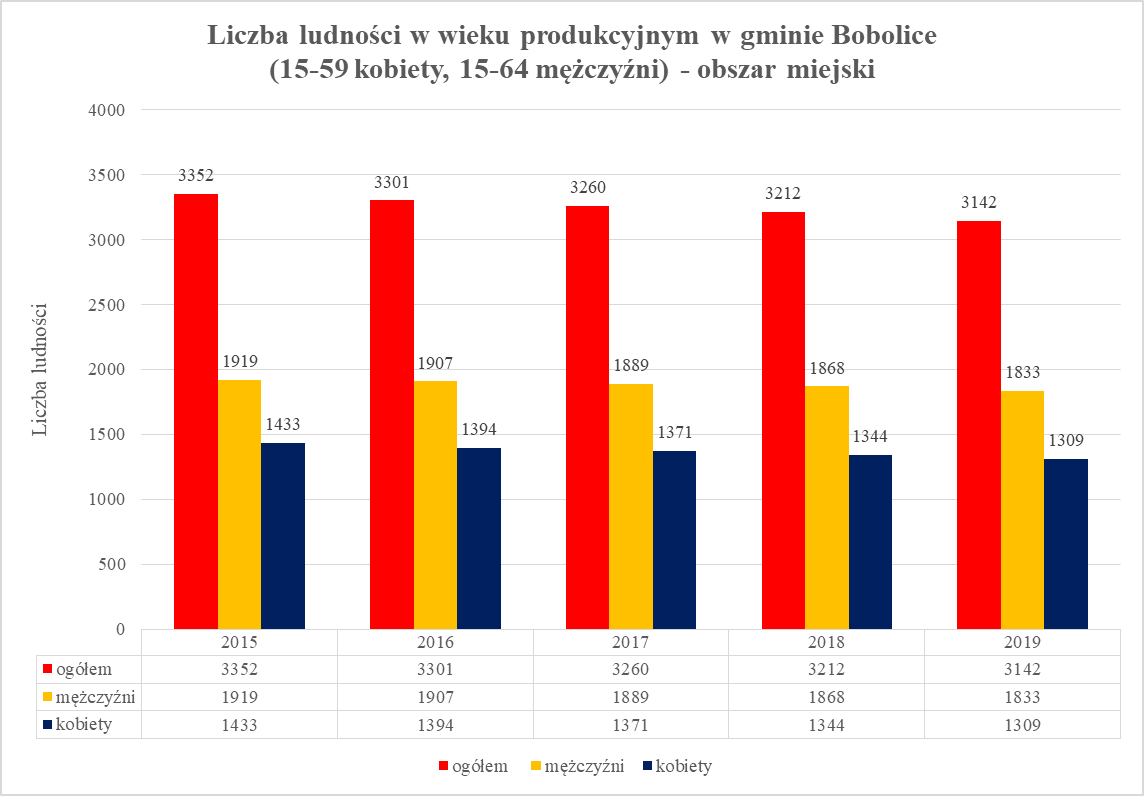 Liczba ludności w wieku produkcyjnym w gminie Bobolice
(15-59 kobiety, 15-64 mężczyźni) - obszar miejski
Liczba ludności
4000
3500
3000
2500
2000
1500
1000
500
0
3352 3301 3260 3212 3142
1919 1907 1889 1868 1833
1433 1394 1371 1344 1309
2015 2016 2017 2018 2019
ogółem 3352 3301 3260 3212 3142
mężczyźni 1919 1907 1889 1868 1833
kobiety 1433 1394 1371 1344 1309
ogółem mężczyźni kobiety